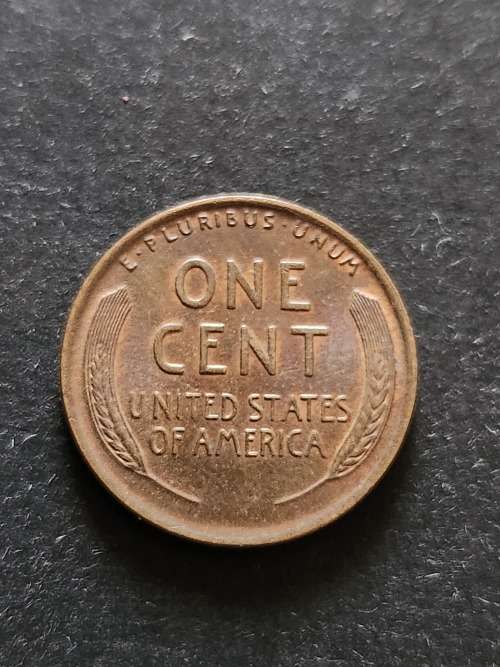 E·PLURIBUS·UNUM
ONE
CENT
UNITED STATES
OF AMERICA